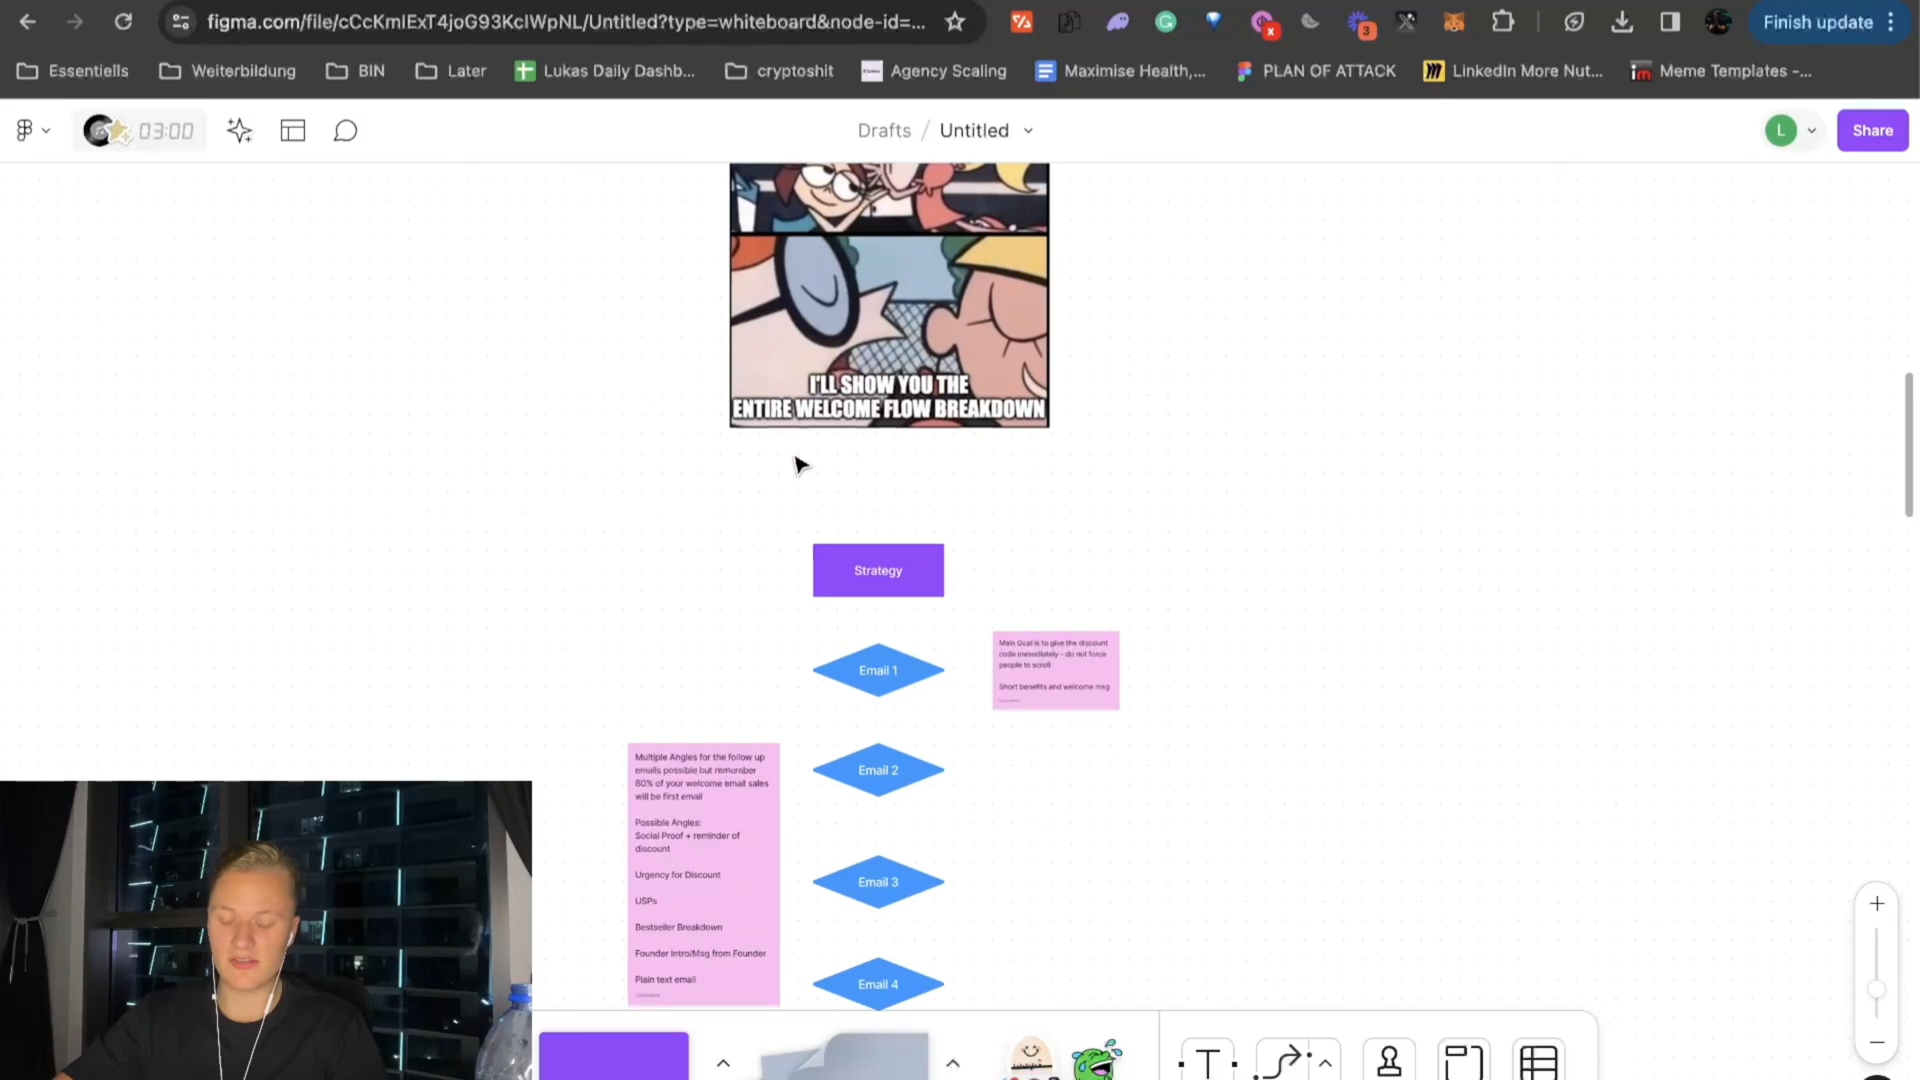 figma.com/file/cCcKmIExT4joG93KcIWpNL/Untitled?type=whiteboard&node-id=...
3
Finish update
Essentiells
Weiterbildung
BIN
Later
Lukas Daily Dashb...
cryptoshit
Agency Scaling
Maximise Health,...
PLAN OF ATTACK
LinkedIn More Nut...
Meme Templates -...
03:00
Drafts / Untitled
L
Share
I'LL SHOW YOU THE
ENTIRE WELCOME FLOW BREAKDOWN
Strategy
Email 1
Main Goal is to give the discount
code immediately - do not force
people to scroll
Short benefits and welcome msg
Email 2
Multiple Angles for the follow up
emails possible but remember
80% of your welcome email sales
will be first email
Possible Angles:
Social Proof + reminder of
discount
Urgency for Discount
USPs
Bestseller Breakdown
Founder Intro/Msg from Founder
Plain text email
Email 3
Email 4